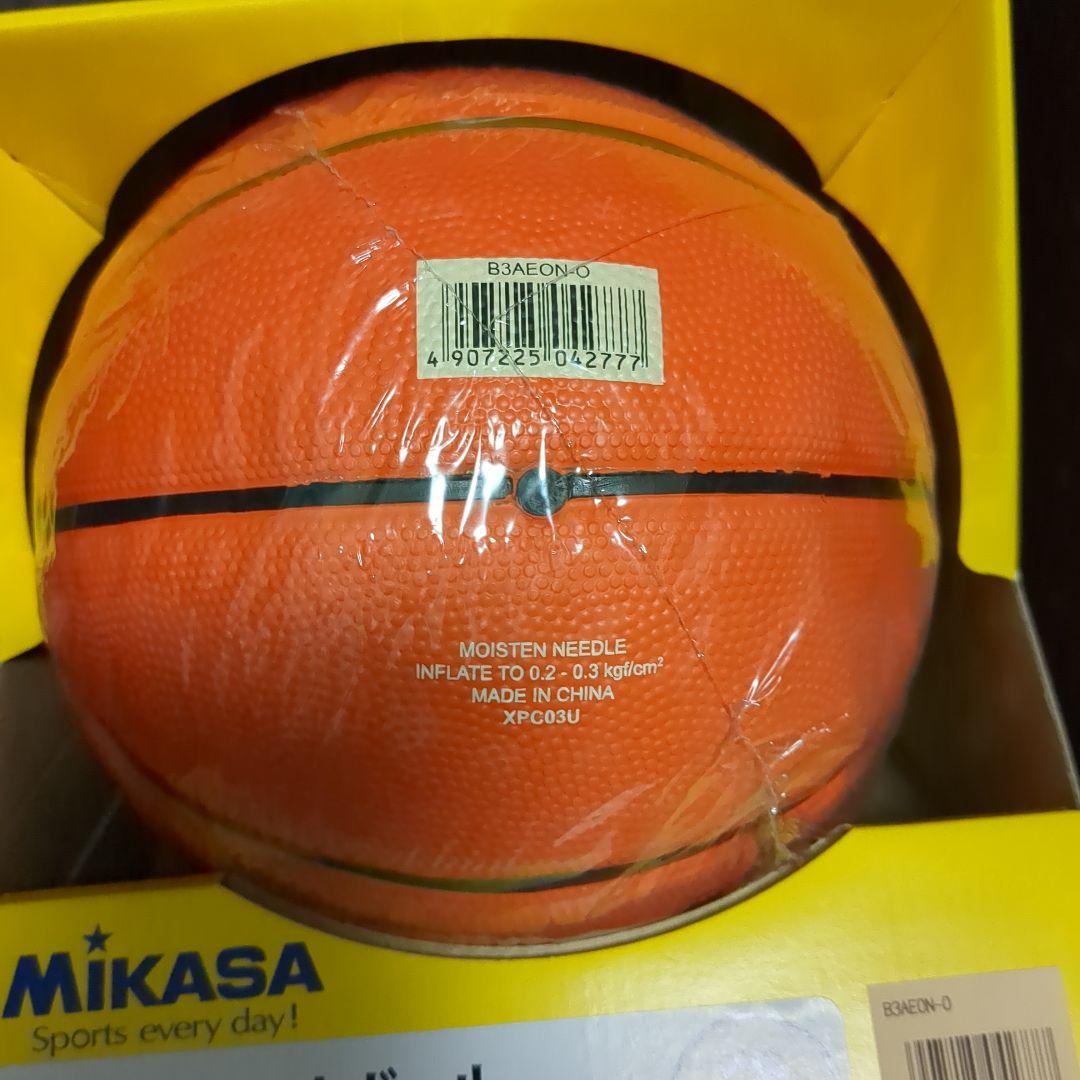 B3AEON-O
4 907225 042777
MOISTEN NEEDLE
INFLATE TO 0.2 - 0.3 kgf/cm²
MADE IN CHINA
XPC03U
MiKASA
Sports every day!
B3AEON-O